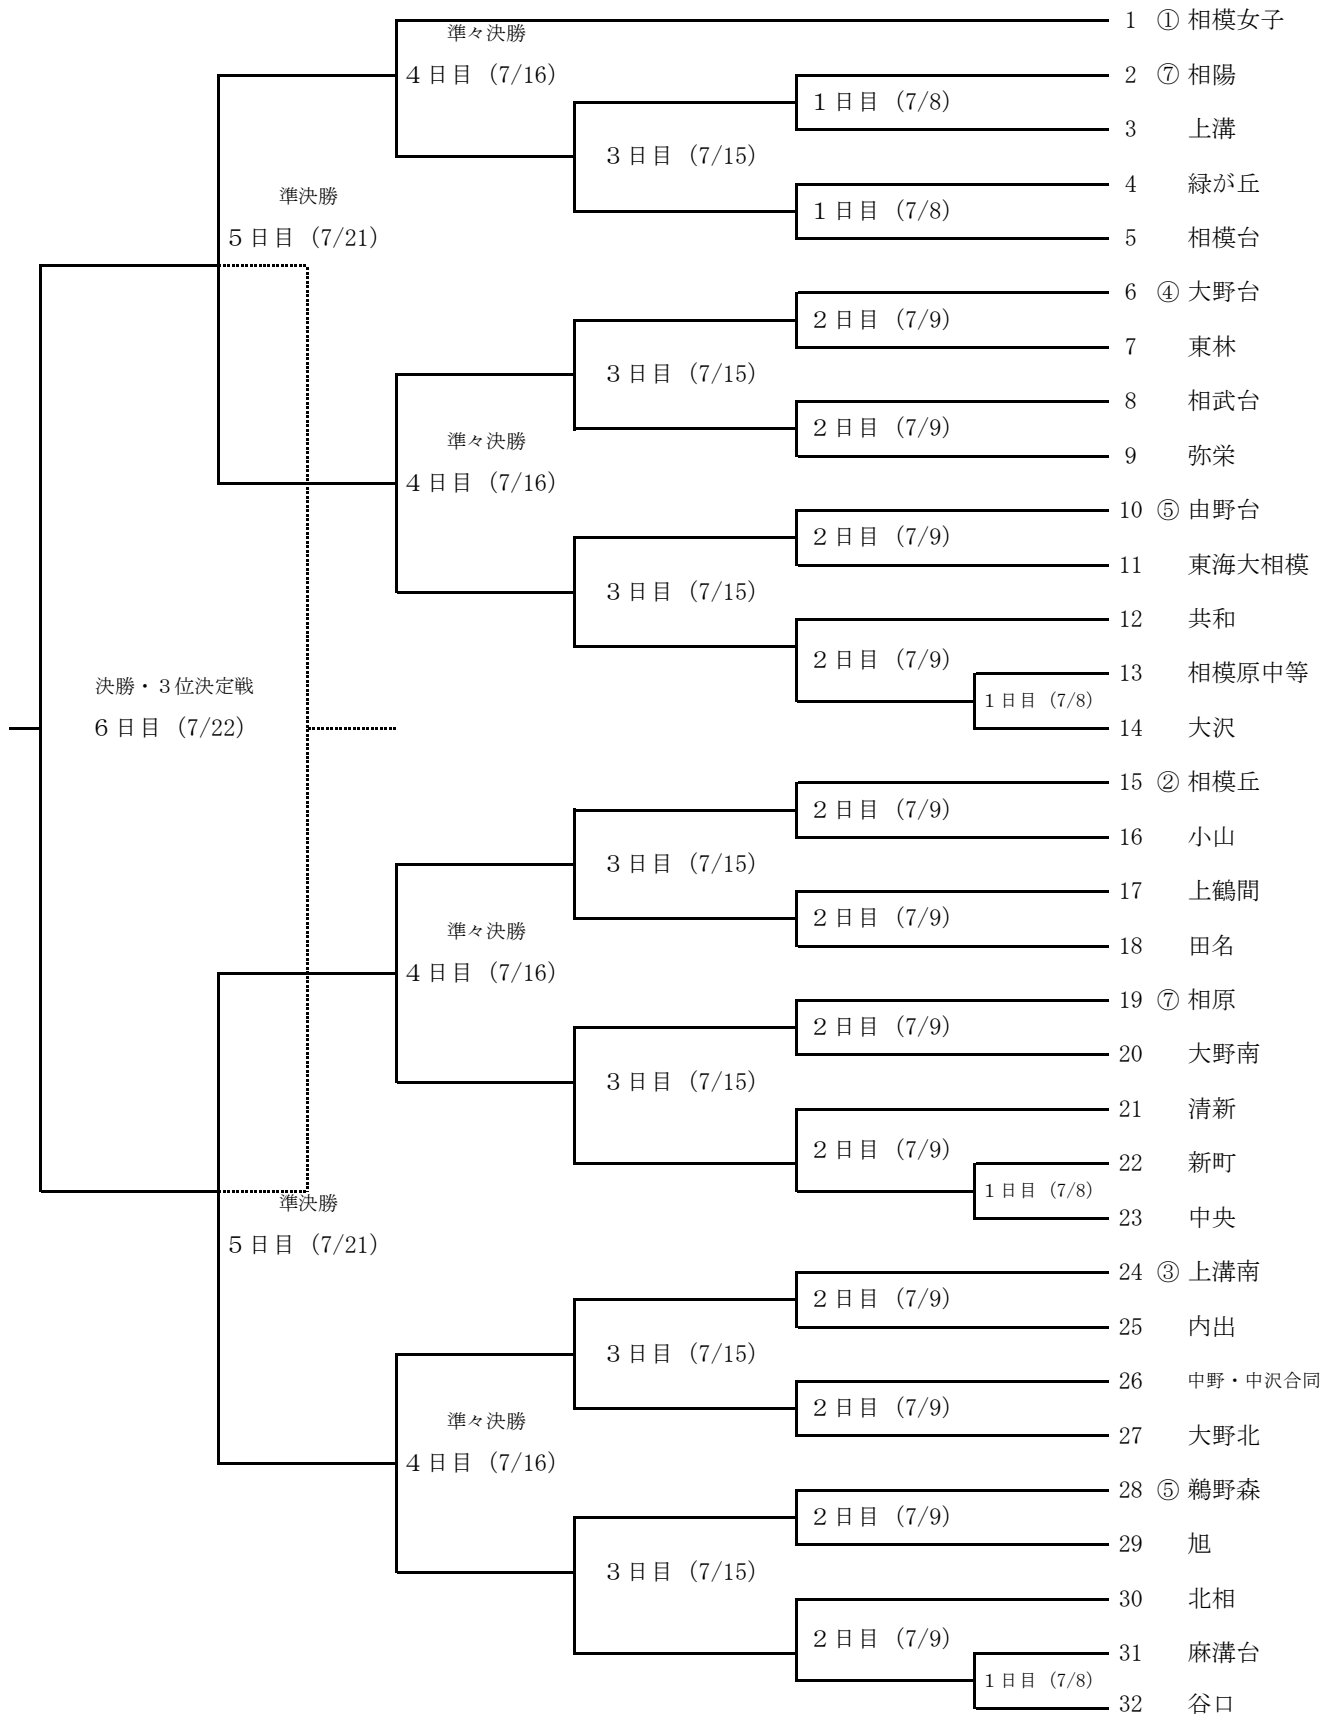 1 ① 相模女子
準々決勝
4日目 (7/16)
2 ⑦ 相陽
1日目 (7/8)
3 上溝
3日目 (7/15)
4 緑が丘
準決勝
1日目 (7/8)
5日目 (7/21)
5 相模台
6 ④ 大野台
2日目 (7/9)
7 東林
3日目 (7/15)
8 相武台
2日目 (7/9)
準々決勝
9 弥栄
4日目 (7/16)
10 ⑤ 由野台
2日目 (7/9)
11 東海大相模
3日目 (7/15)
12 共和
2日目 (7/9)
13 相模原中等
決勝・3位決定戦
1日目 (7/8)
6日目 (7/22)
14 大沢
15 ② 相模丘
2日目 (7/9)
16 小山
3日目 (7/15)
17 上鶴間
2日目 (7/9)
準々決勝
18 田名
4日目 (7/16)
19 ⑦ 相原
2日目 (7/9)
20 大野南
3日目 (7/15)
21 清新
2日目 (7/9)
22 新町
1日目 (7/8)
準決勝
23 中央
5日目 (7/21)
24 ③ 上溝南
2日目 (7/9)
25 内出
3日目 (7/15)
26 中野・中沢合同
2日目 (7/9)
準々決勝
27 大野北
4日目 (7/16)
28 ⑤ 鵜野森
2日目 (7/9)
29 旭
3日目 (7/15)
30 北相
2日目 (7/9)
31 麻溝台
1日目 (7/8)
32 谷口